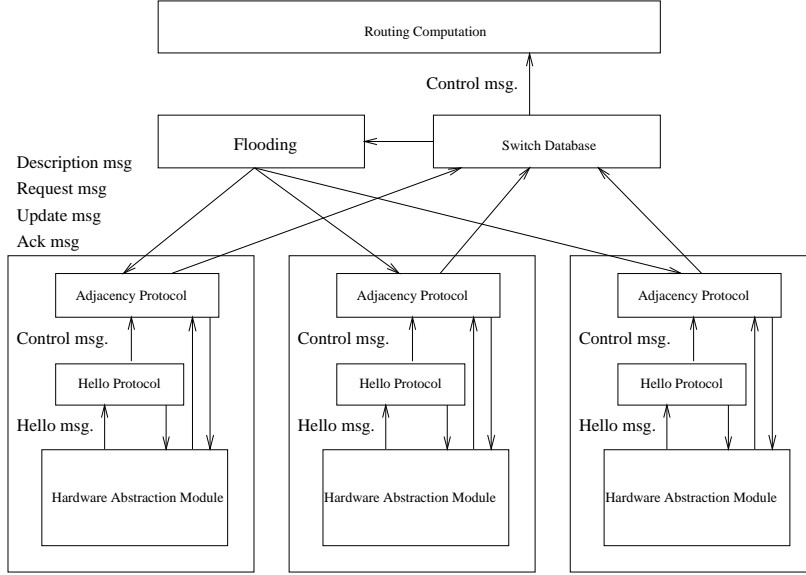 Routing Computation
Control msg.
Flooding
Switch Database
Description msg
Request msg
Update msg
Ack msg
Adjacency Protocol
Adjacency Protocol
Adjacency Protocol
Control msg.
Control msg.
Control msg.
Hello Protocol
Hello Protocol
Hello Protocol
Hello msg.
Hello msg.
Hello msg.
Hardware Abstraction Module
Hardware Abstraction Module
Hardware Abstraction Module